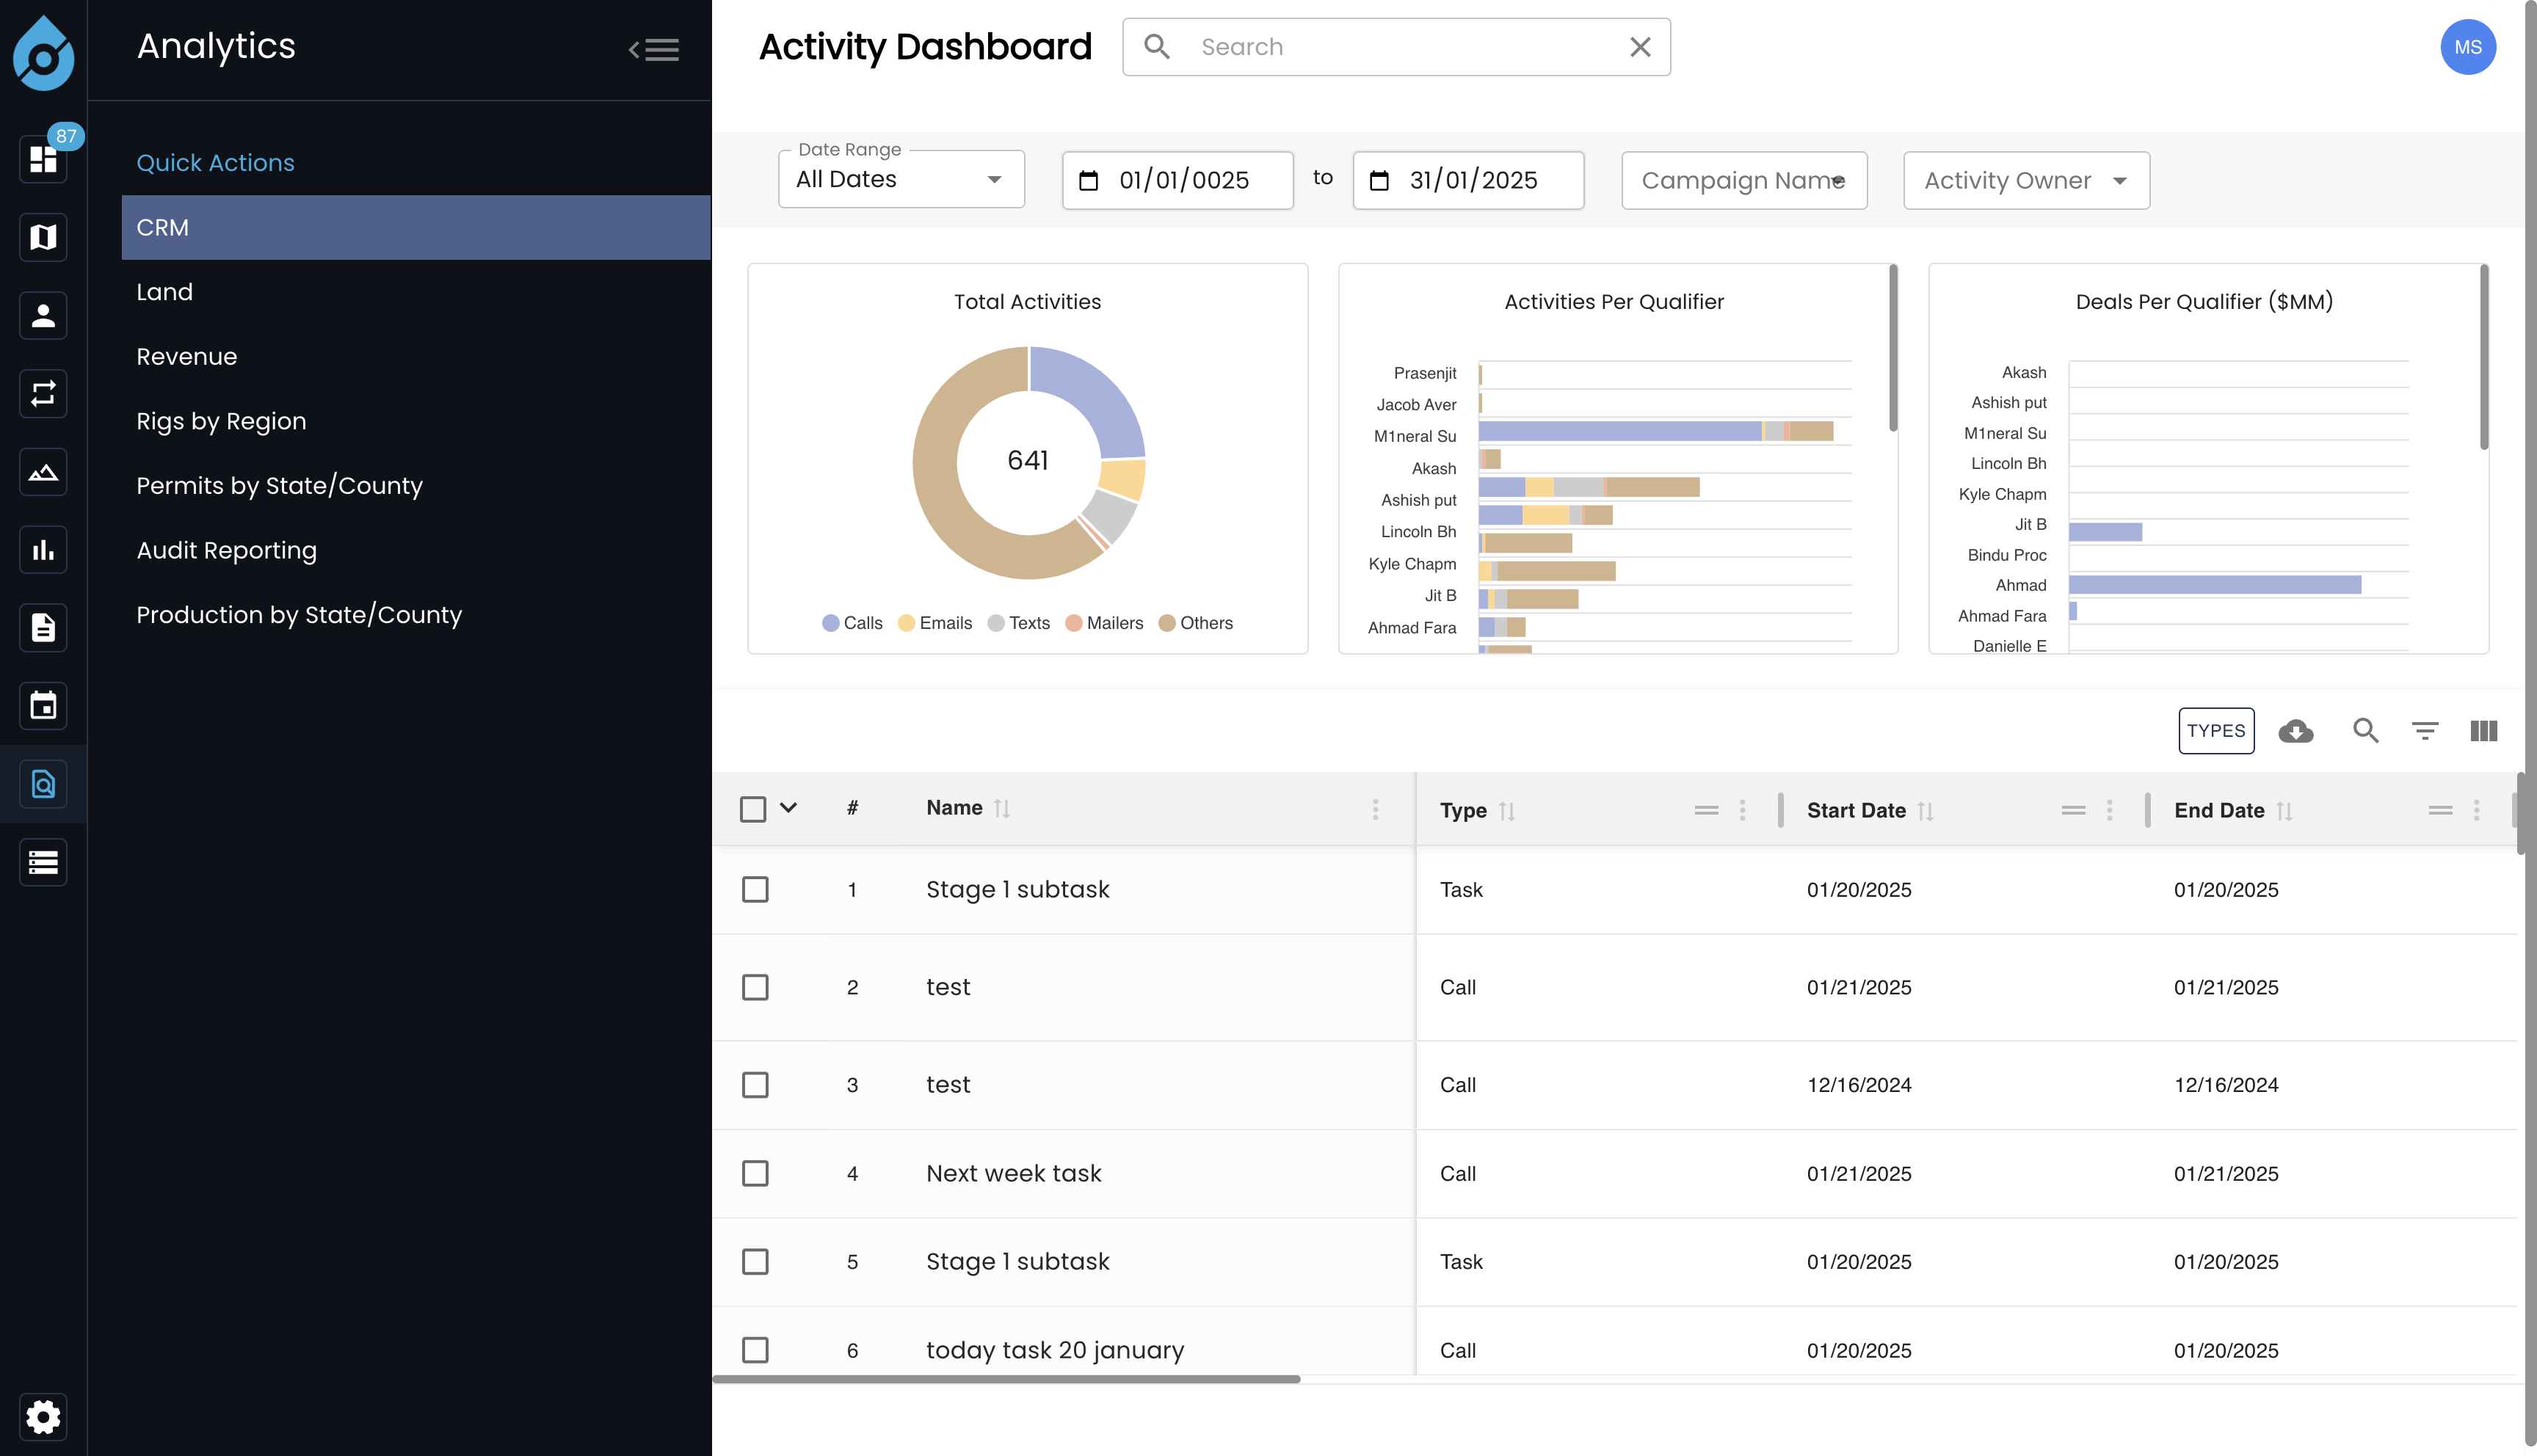 Analytics
87
Quick Actions
CRM
Land
Revenue
Rigs by Region
Permits by State/County
Audit Reporting
Production by State/County
Activity Dashboard
Search
MS
Date Range
All Dates
01/01/0025
to
31/01/2025
Campaign Name
Activity Owner
Total Activities
641
Calls Emails Texts Mailers Others
Activities Per Qualifier
Prasenjit
Jacob Aver
M1neral Su
Akash
Ashish put
Lincoln Bh
Kyle Chapm
Jit B
Ahmad Fara
Deals Per Qualifier ($MM)
Akash
Ashish put
M1neral Su
Lincoln Bh
Kyle Chapm
Jit B
Bindu Proc
Ahmad
Ahmad Fara
Danielle E
TYPES
# Name Type Start Date End Date
1 Stage 1 subtask Task 01/20/2025 01/20/2025
2 test Call 01/21/2025 01/21/2025
3 test Call 12/16/2024 12/16/2024
4 Next week task Call 01/21/2025 01/21/2025
5 Stage 1 subtask Task 01/20/2025 01/20/2025
6 today task 20 january Call 01/20/2025 01/20/2025